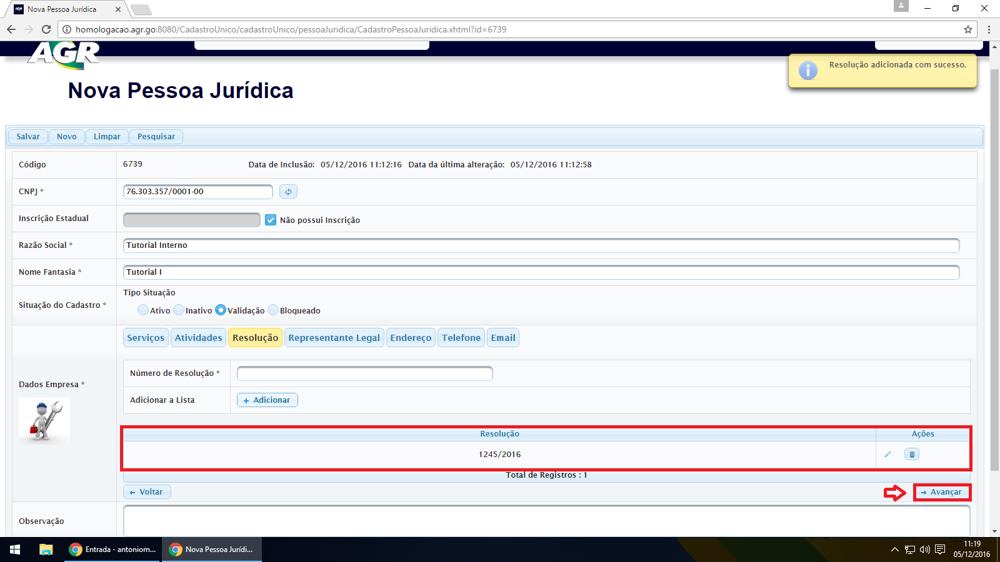 Nova Pessoa Jurídica
homologacao.agr.go:8080/CadastroUnico/cadastroUnico/pessoaJuridica/CadastroPessoaJuridica.xhtml?id=6739
AGR
Resolução adicionada com sucesso.
Nova Pessoa Jurídica
Salvar Novo Limpar Pesquisar
Código 6739 Data de Inclusão: 05/12/2016 11:12:16 Data da última alteração: 05/12/2016 11:12:58
CNPJ * 76.303.357/0001-00
Inscrição Estadual Não possui Inscrição
Razão Social * Tutorial Interno
Nome Fantasia * Tutorial I
Tipo Situação
Situação do Cadastro *
Ativo Inativo Validação Bloqueado
Serviços Atividades Resolução Representante Legal Endereço Telefone Email
Número de Resolução *
Dados Empresa *
Adicionar a Lista + Adicionar
Resolução Ações
1245/2016
Total de Registros : 1
← Voltar → Avançar
Observação
Entrada - antoniom... Nova Pessoa Jurídi... 11:19
05/12/2016